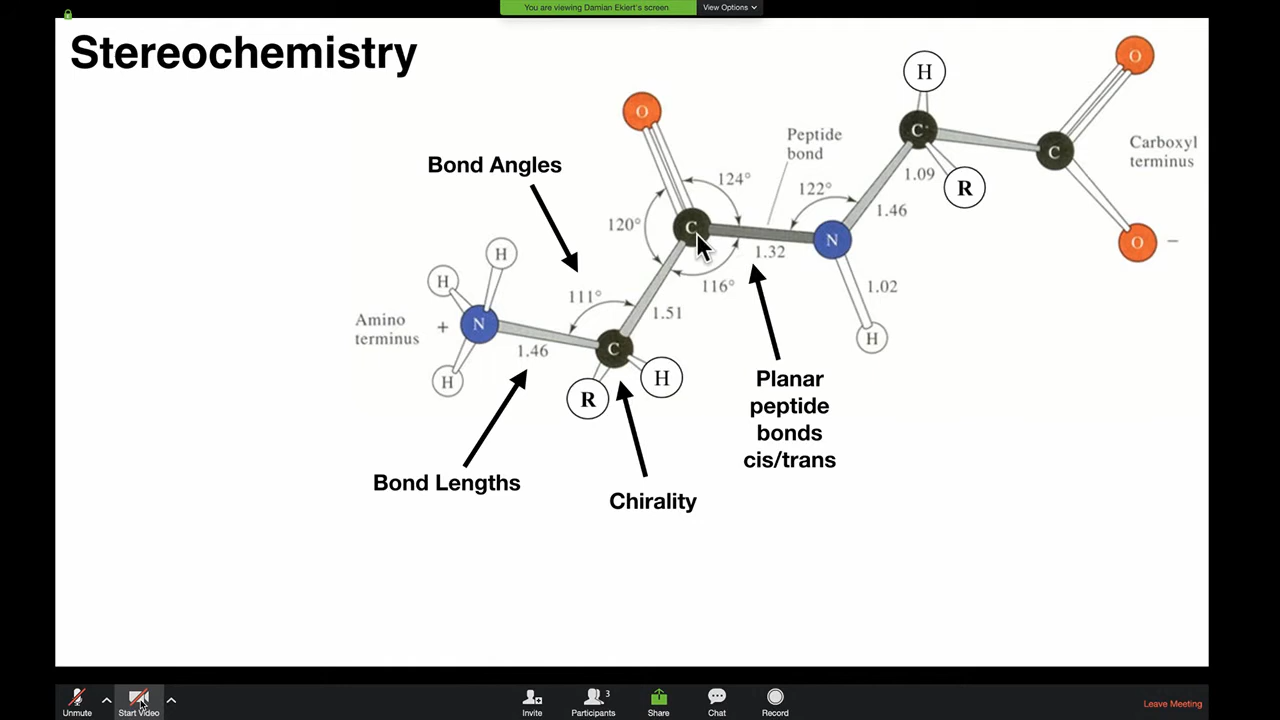 You are viewing Damian Ekiert's screen
View Options
Stereochemistry
H
O
O
Peptide
bond
C
Carboxyl
terminus
Bond Angles
C
124°
122°
1.09
R
120°
C
1.46
N
1.32
O
−
H
H
116°
1.02
111°
1.51
Amino
terminus
+
N
H
1.46
C
H
H
R
Planar
peptide
bonds
cis/trans
Bond Lengths
Chirality
3
Unmute
Start Video
Invite
Participants
Share
Chat
Record
Leave Meeting